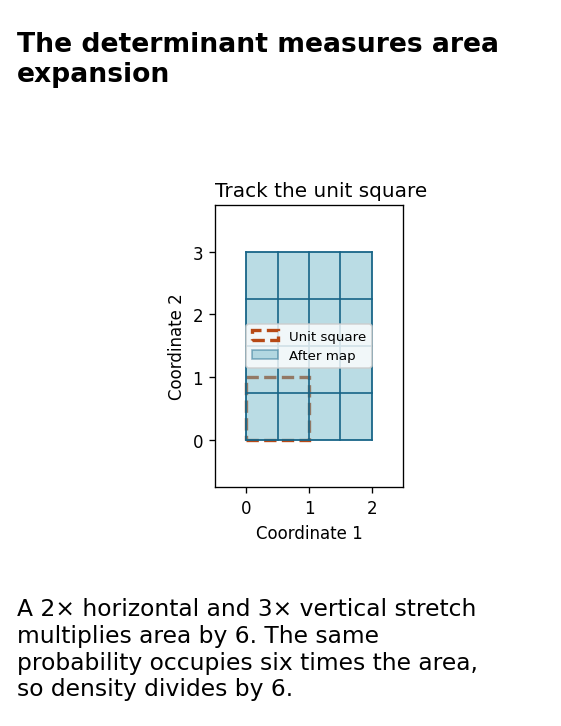 The determinant measures area
expansion
Track the unit square
3
2
1
0
Coordinate 2
Unit square
After map
0 1 2
Coordinate 1
A 2× horizontal and 3× vertical stretch
multiplies area by 6. The same
probability occupies six times the area,
so density divides by 6.